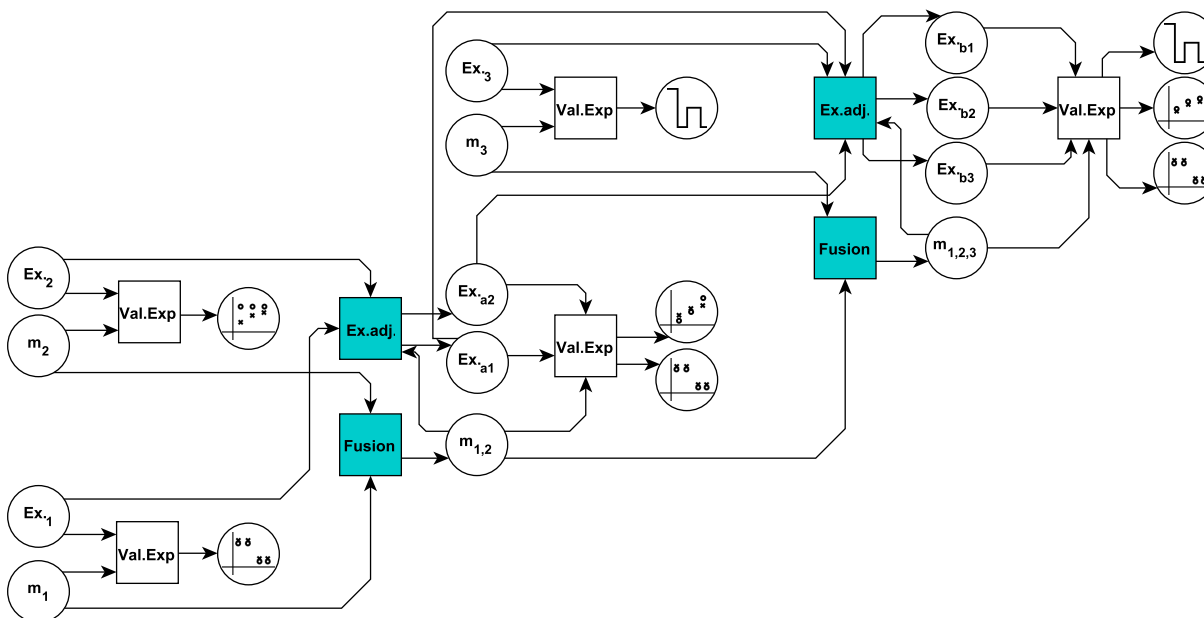 Ex.3
m3
Val.Exp
Ex.adj.
Ex.b1
Ex.b2
Ex.b3
Val.Exp
Fusion
m1,2,3
Ex.2
m2
Val.Exp
Ex.adj.
Ex.a2
Ex.a1
Val.Exp
Fusion
m1,2
Ex.1
m1
Val.Exp